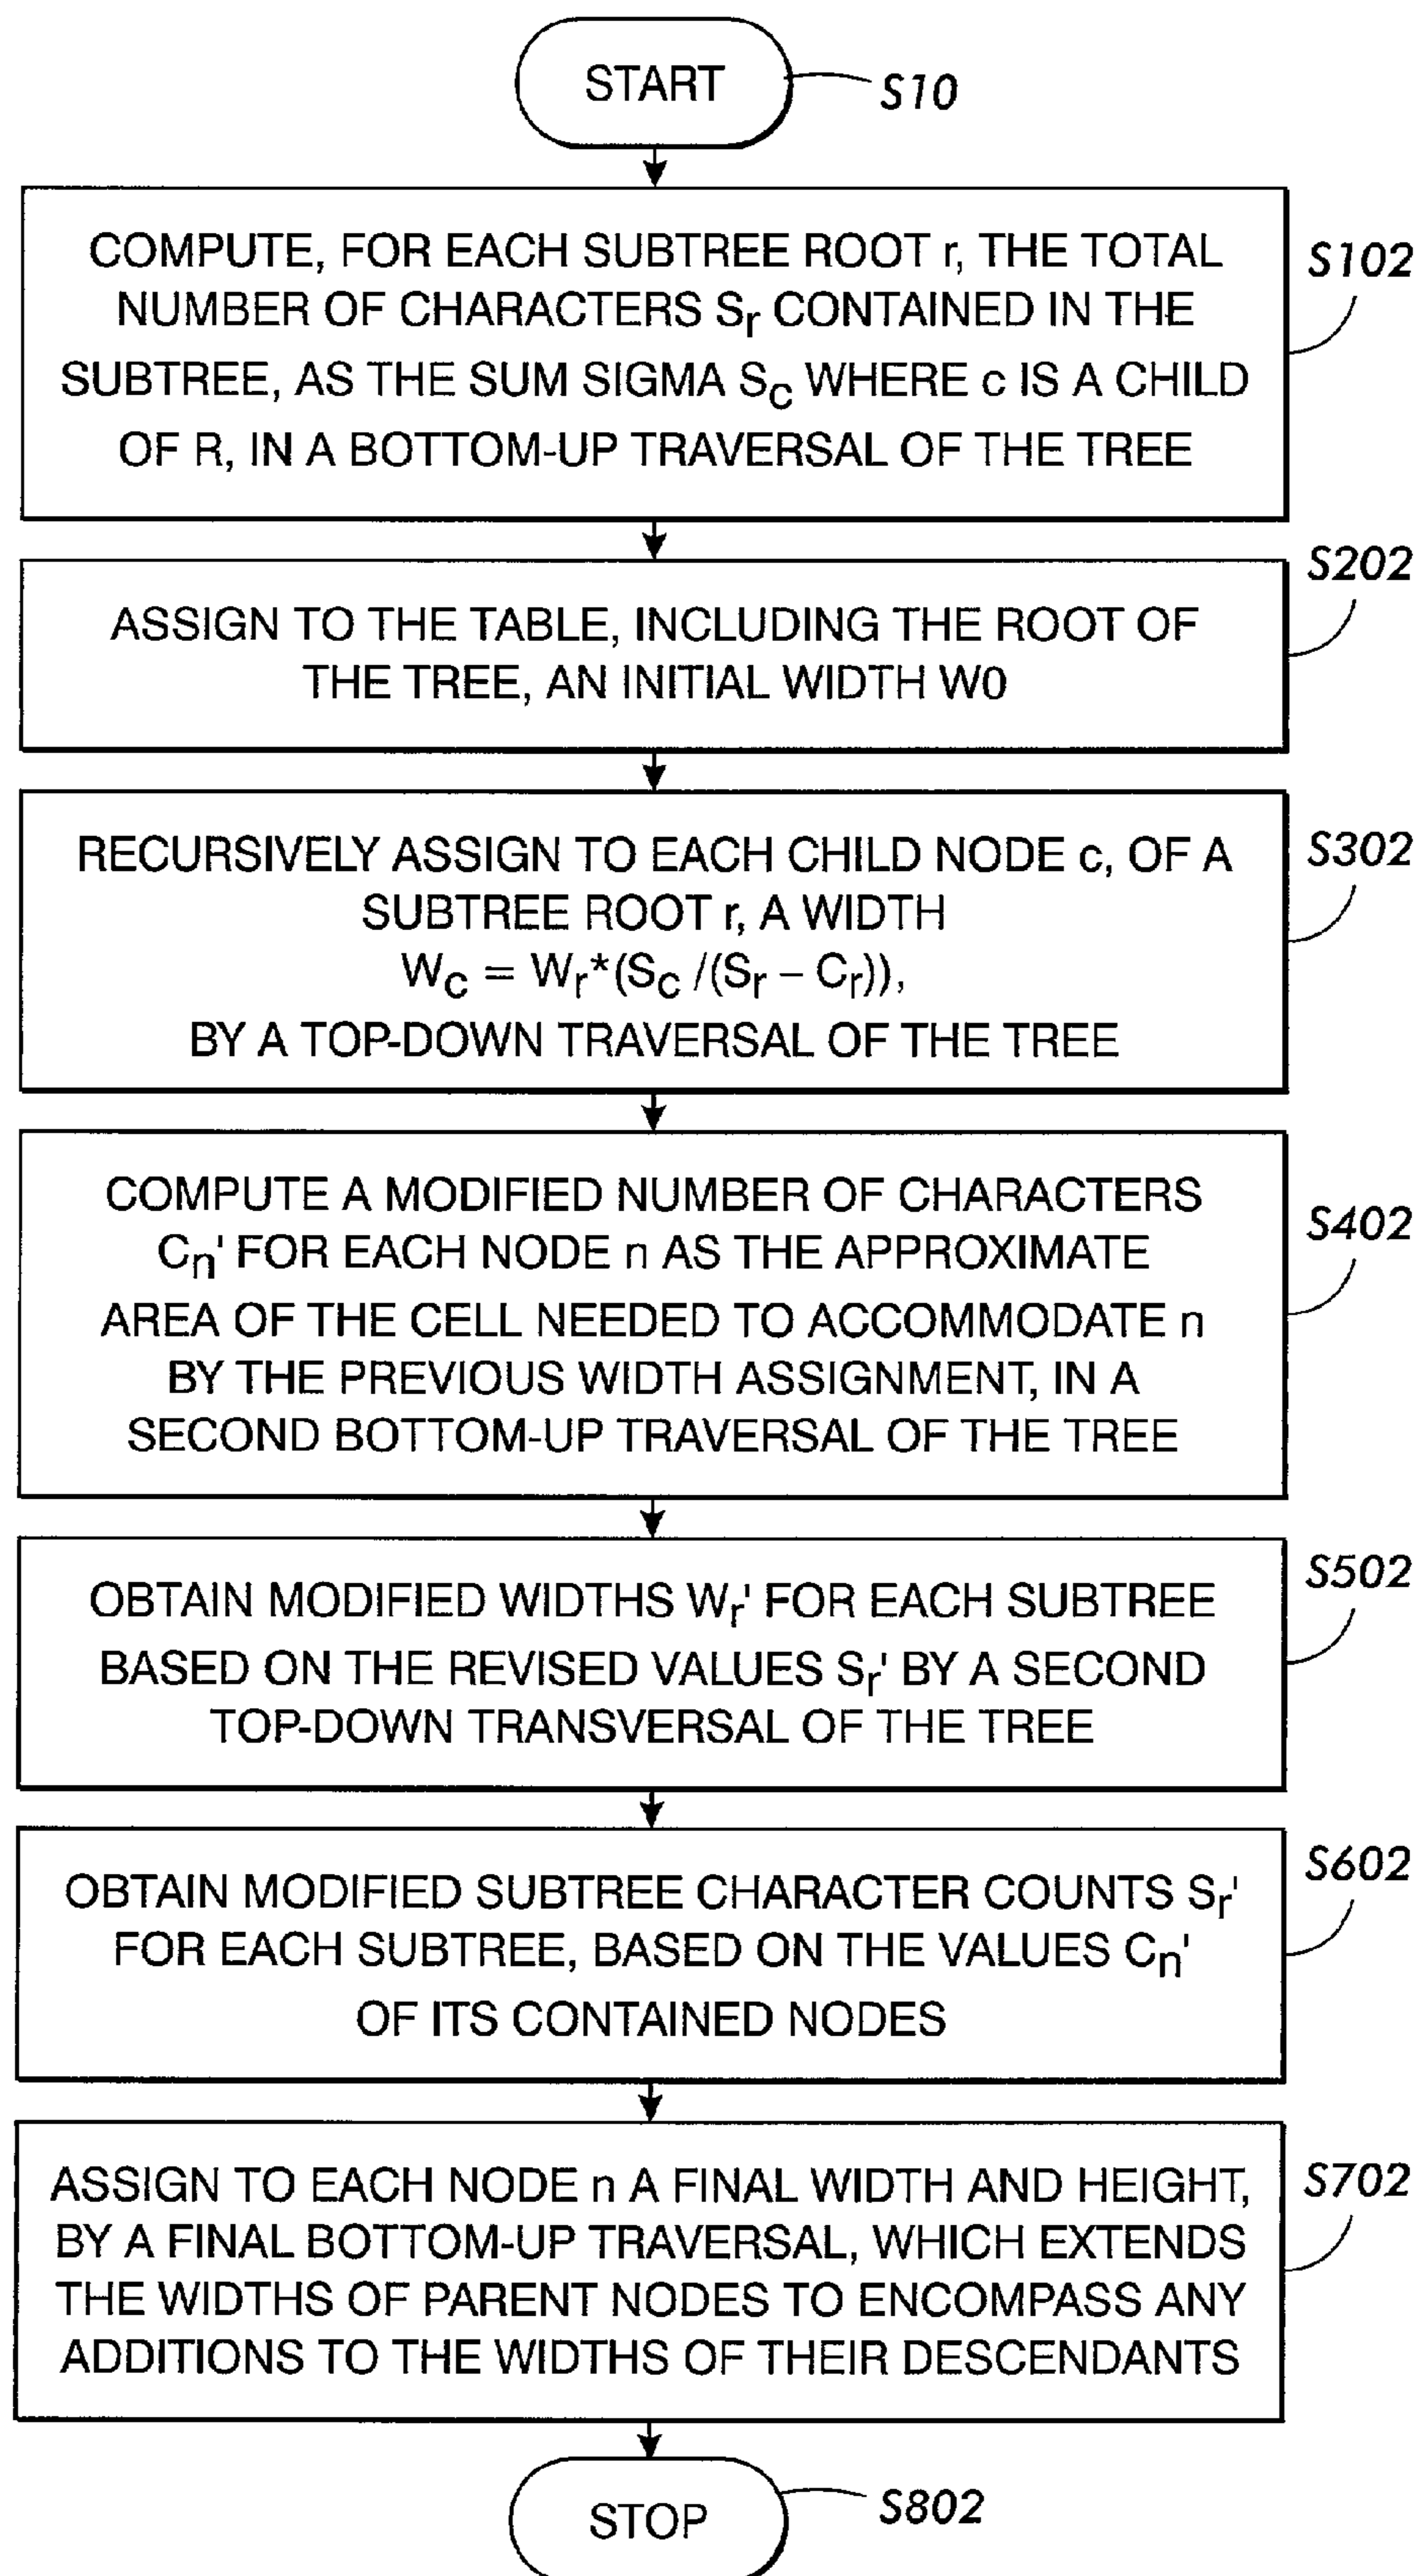 START
S10
COMPUTE, FOR EACH SUBTREE ROOT r, THE TOTAL
NUMBER OF CHARACTERS Sr CONTAINED IN THE
SUBTREE, AS THE SUM SIGMA Sc WHERE c IS A CHILD
OF R, IN A BOTTOM-UP TRAVERSAL OF THE TREE
S102
ASSIGN TO THE TABLE, INCLUDING THE ROOT OF
THE TREE, AN INITIAL WIDTH W0
S202
RECURSIVELY ASSIGN TO EACH CHILD NODE c, OF A
SUBTREE ROOT r, A WIDTH
Wc = Wr*(Sc /(Sr – Cr)),
BY A TOP-DOWN TRAVERSAL OF THE TREE
S302
COMPUTE A MODIFIED NUMBER OF CHARACTERS
Cn' FOR EACH NODE n AS THE APPROXIMATE
AREA OF THE CELL NEEDED TO ACCOMMODATE n
BY THE PREVIOUS WIDTH ASSIGNMENT, IN A
SECOND BOTTOM-UP TRAVERSAL OF THE TREE
S402
OBTAIN MODIFIED WIDTHS Wr' FOR EACH SUBTREE
BASED ON THE REVISED VALUES Sr' BY A SECOND
TOP-DOWN TRANSVERSAL OF THE TREE
S502
OBTAIN MODIFIED SUBTREE CHARACTER COUNTS Sr'
FOR EACH SUBTREE, BASED ON THE VALUES Cn'
OF ITS CONTAINED NODES
S602
ASSIGN TO EACH NODE n A FINAL WIDTH AND HEIGHT,
BY A FINAL BOTTOM-UP TRAVERSAL, WHICH EXTENDS
THE WIDTHS OF PARENT NODES TO ENCOMPASS ANY
ADDITIONS TO THE WIDTHS OF THEIR DESCENDANTS
S702
STOP
S802